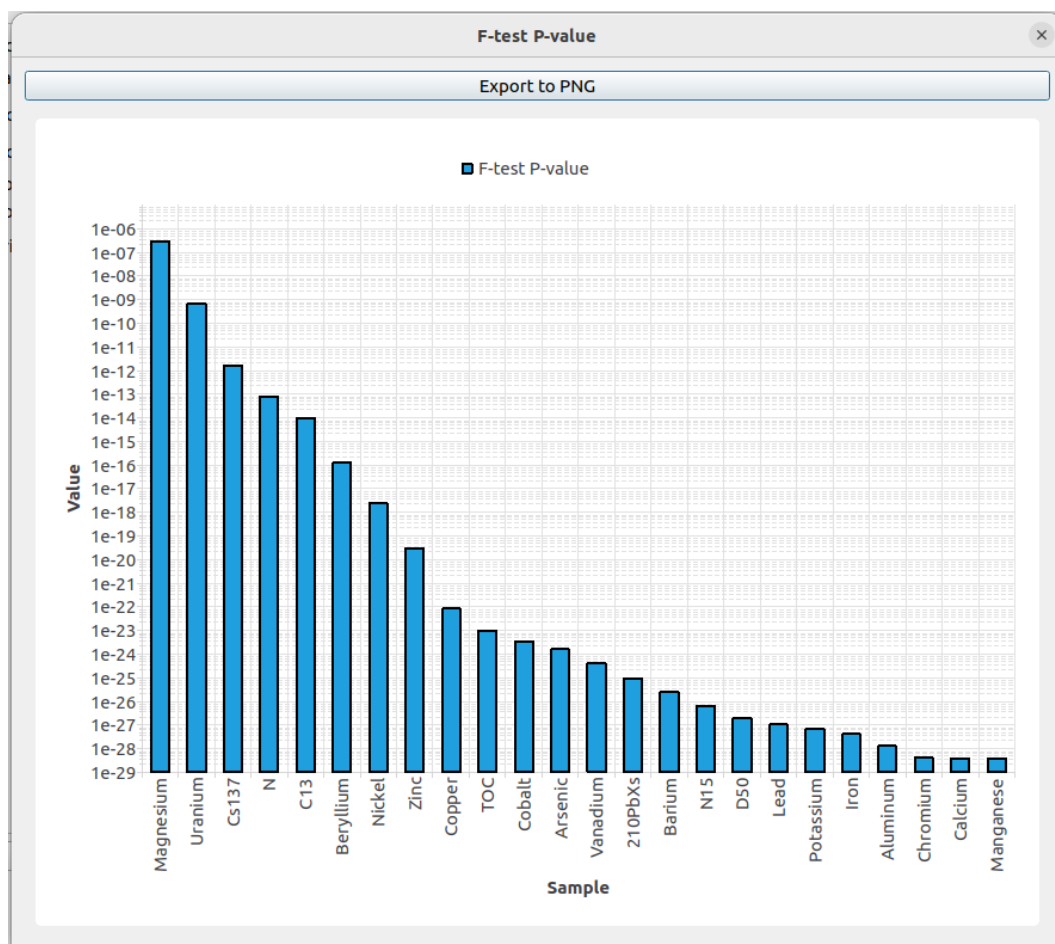 F-test P-value
Export to PNG
F-test P-value
1e-06
1e-07
1e-08
1e-09
1e-10
1e-11
1e-12
1e-13
1e-14
1e-15
1e-16
1e-17
1e-18
1e-19
1e-20
1e-21
1e-22
1e-23
1e-24
1e-25
1e-26
1e-27
1e-28
1e-29
Value
Magnesium
Uranium
Cs137
N
C13
Beryllium
Nickel
Zinc
Copper
TOC
Cobalt
Arsenic
Vanadium
210PbXs
Barium
N15
D50
Lead
Potassium
Iron
Aluminum
Chromium
Calcium
Manganese
Sample